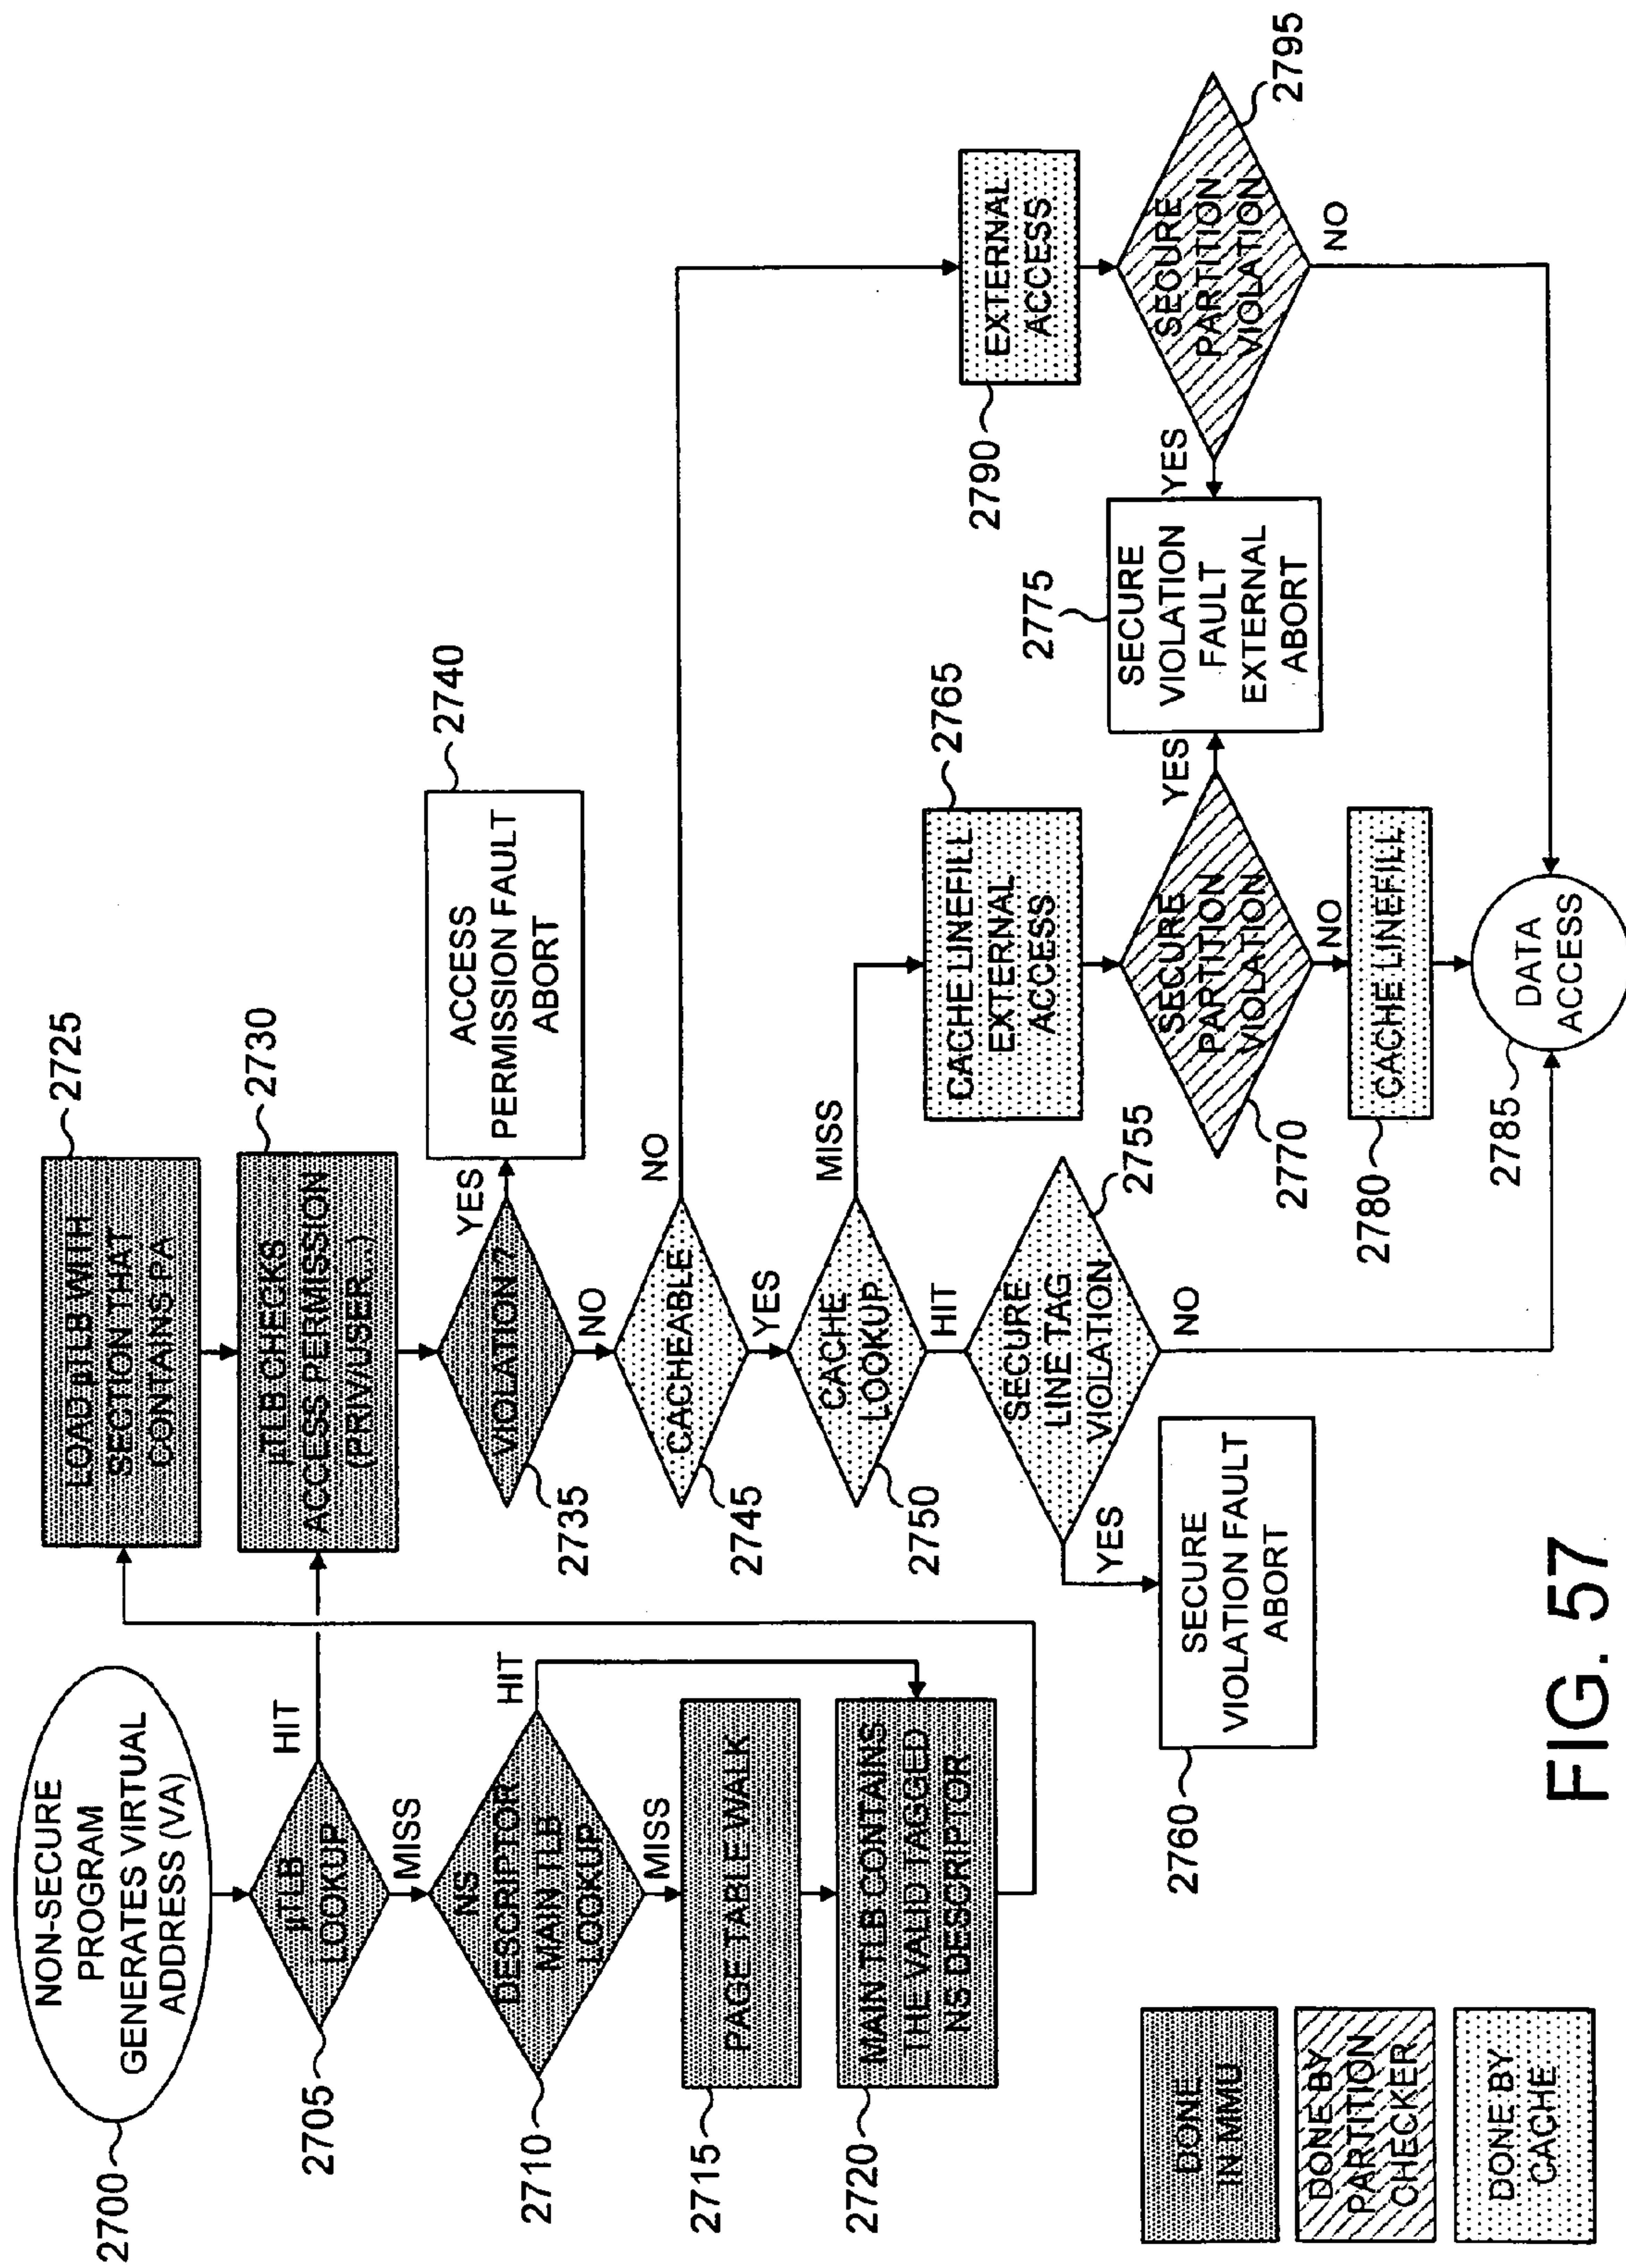 2700
NON-SECURE
PROGRAM
GENERATES VIRTUAL
ADDRESS (VA)
2705
µTLB
LOOKUP
HIT
MISS
2710
NS
DESCRIPTOR
MAIN TLB
LOOKUP
HIT
MISS
2715
PAGETABLE WALK
2720
MAIN TLB CONTAINS
THE VALID TAGGED
NS DESCRIPTOR
2725
LOAD µTLB WITH
SECTION THAT
CONTAINS PA
2730
µTLB CHECKS
ACCESS PERMISSION
(PRIV/USER...)
2735
VIOLATION ?
YES
NO
2740
ACCESS
PERMISSION FAULT
ABORT
2745
CACHEABLE
NO
YES
2750
CACHE
LOOKUP
MISS
HIT
2755
SECURE
LINE TAG
VIOLATION
YES
NO
2760
SECURE
VIOLATION FAULT
ABORT
2765
CACHE LINEFILL
EXTERNAL
ACCESS
2770
SECURE
PARTITION
VIOLATION
YES
NO
2775
SECURE
VIOLATION
FAULT
EXTERNAL
ABORT
2780
CACHE LINEFILL
2785
DATA
ACCESS
2790
EXTERNAL
ACCESS
2795
SECURE
PARTITION
VIOLATION
YES
NO
DONE
IN MMU
DONE BY
PARTITION
CHECKER
DONE BY
CACHE
FIG. 57